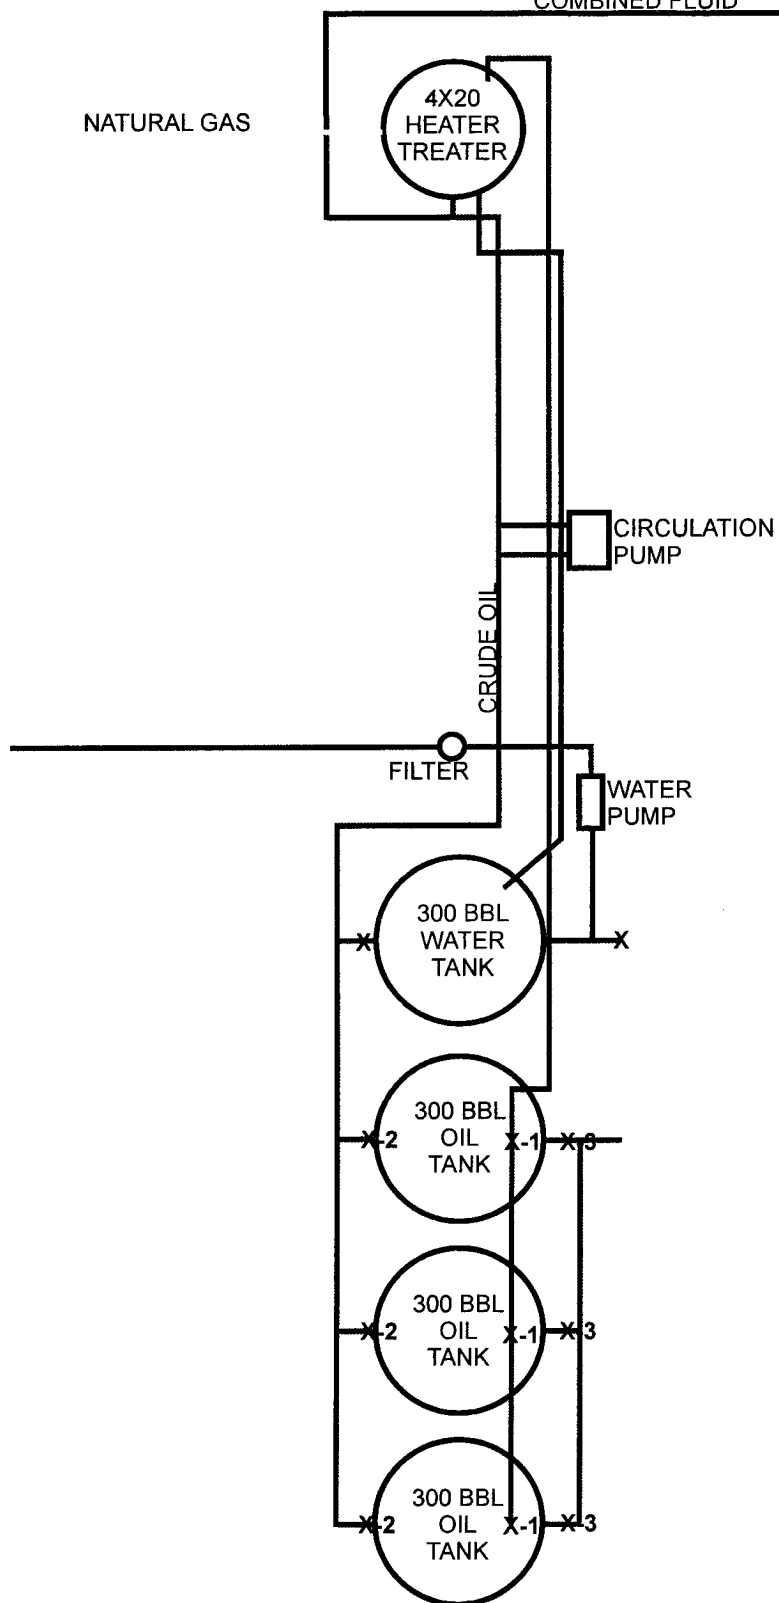 COMBINED FLUID
4X20
HEATER
TREATER
NATURAL GAS
CIRCULATION
PUMP
CRUDE OIL
FILTER
WATER
PUMP
300 BBL
WATER
TANK
X
X
300 BBL
OIL
TANK
X-2
X-1
X-3
300 BBL
OIL
TANK
X-2
X-1
X-3
300 BBL
OIL
TANK
X-2
X-1
X-3